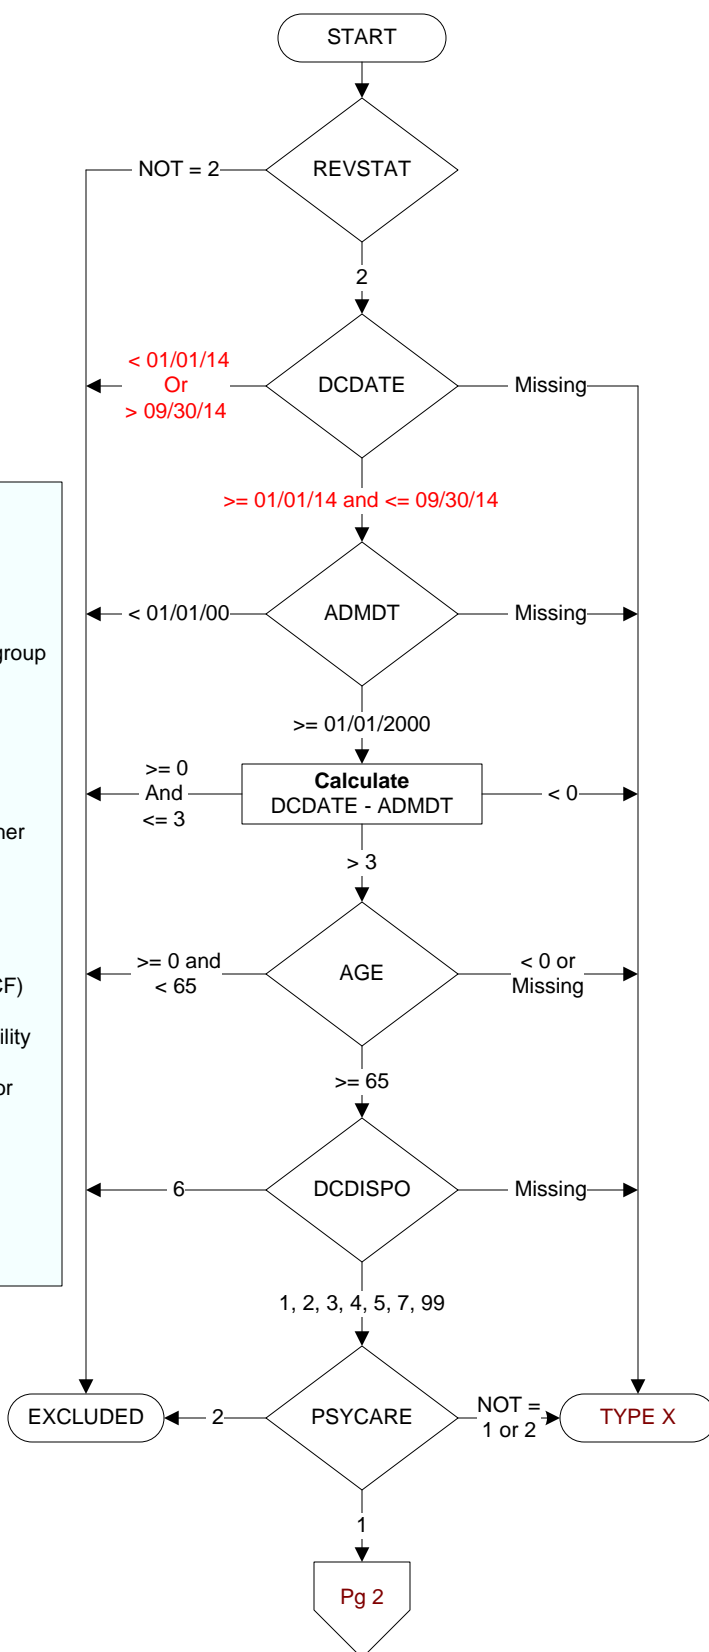 START
NOT = 2
REVSTAT
2
< 01/01/14
Or
> 09/30/14
DCDATE
Missing
>= 01/01/14 and <= 09/30/14
< 01/01/00
ADMDT
Missing
group
>= 01/01/2000
>= 0
And
<= 3
Calculate
DCDATE - ADMDT
< 0
> 3
>= 0 and
< 65
AGE
< 0 or
Missing
>= 65
6
DCDISPO
Missing
1, 2, 3, 4, 5, 7, 99
EXCLUDED
2
PSYCARE
NOT =
1 or 2
TYPE X
1
Pg 2